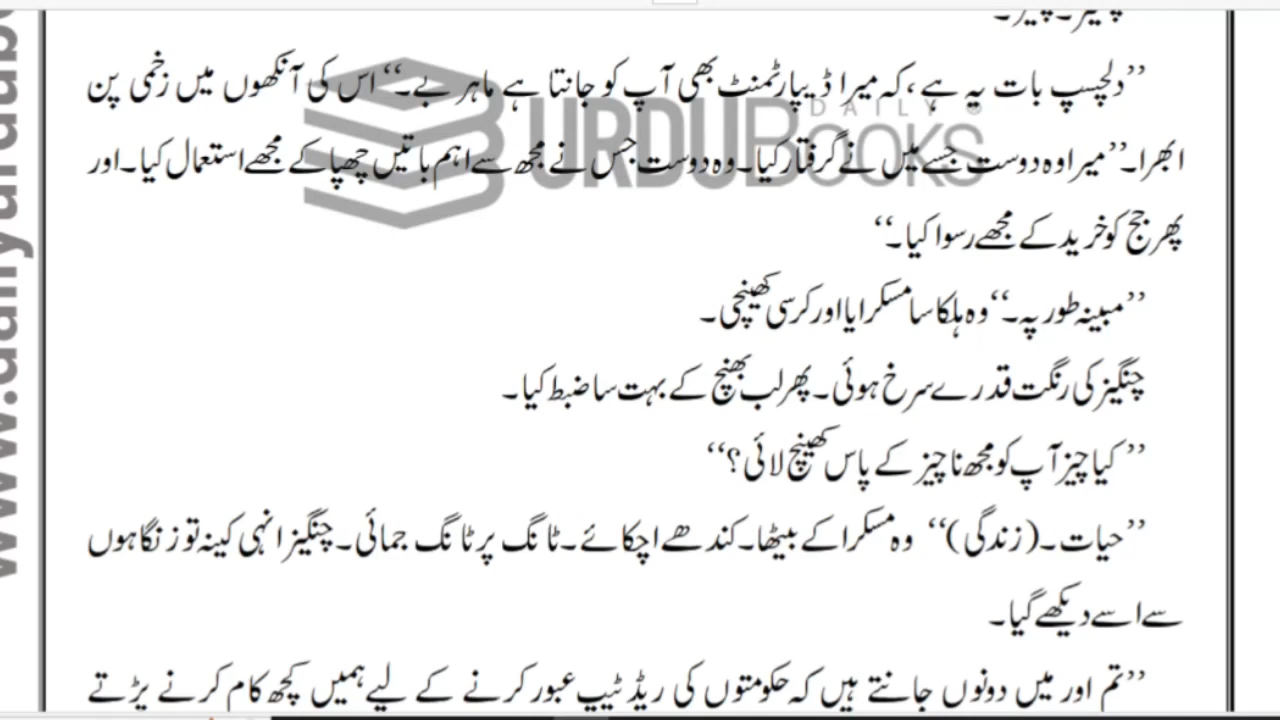 ’’دلچسپ بات یہ ہے، کہ میرا ڈیپارٹمنٹ بھی آپ کو جانتا ہے ماہر بے۔‘‘ اس کی آنکھوں میں زخمی پن
ابھرا۔ ’’میرا وہ دوست جسے میں نے گرفتار کیا۔ وہ دوست جس نے مجھ سے اہم باتیں چھپا کے مجھے استعمال کیا۔ اور
پھر جج کو خرید کے مجھے رسوا کیا۔‘‘
’’مبینہ طور پہ۔‘‘ وہ ہلکا سا مسکرایا اور کرسی کھینچی۔
چنگیز کی رنگت قدرے سرخ ہوئی۔ پھر لب بھینچ کے بہت سا ضبط کیا۔
’’کیا چیز آپ کو مجھ ناچیز کے پاس کھینچ لائی؟‘‘
’’حیات۔ (زندگی)‘‘ وہ مسکرا کے بیٹھا۔ کندھے اچکائے۔ ٹانگ پر ٹانگ جمائی۔ چنگیز انہی کینہ توز نگاہوں
سے اسے دیکھے گیا۔
’’تم اور میں دونوں جانتے ہیں کہ حکومتوں کی ریڈ ٹیپ عبور کرنے کے لیے ہمیں کچھ کام کرنے پڑتے
DAILY ®
URDU BOOKS